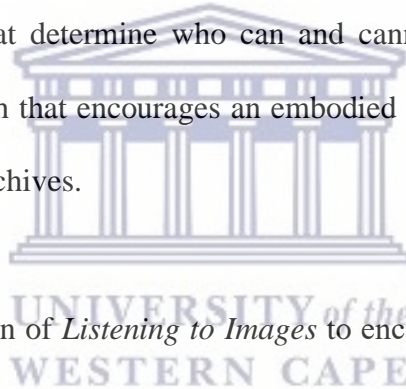 at determine who can and cann
n that encourages an embodied
chives.
n of Listening to Images to enc
UNIVERSITY of the
WESTERN CAPE